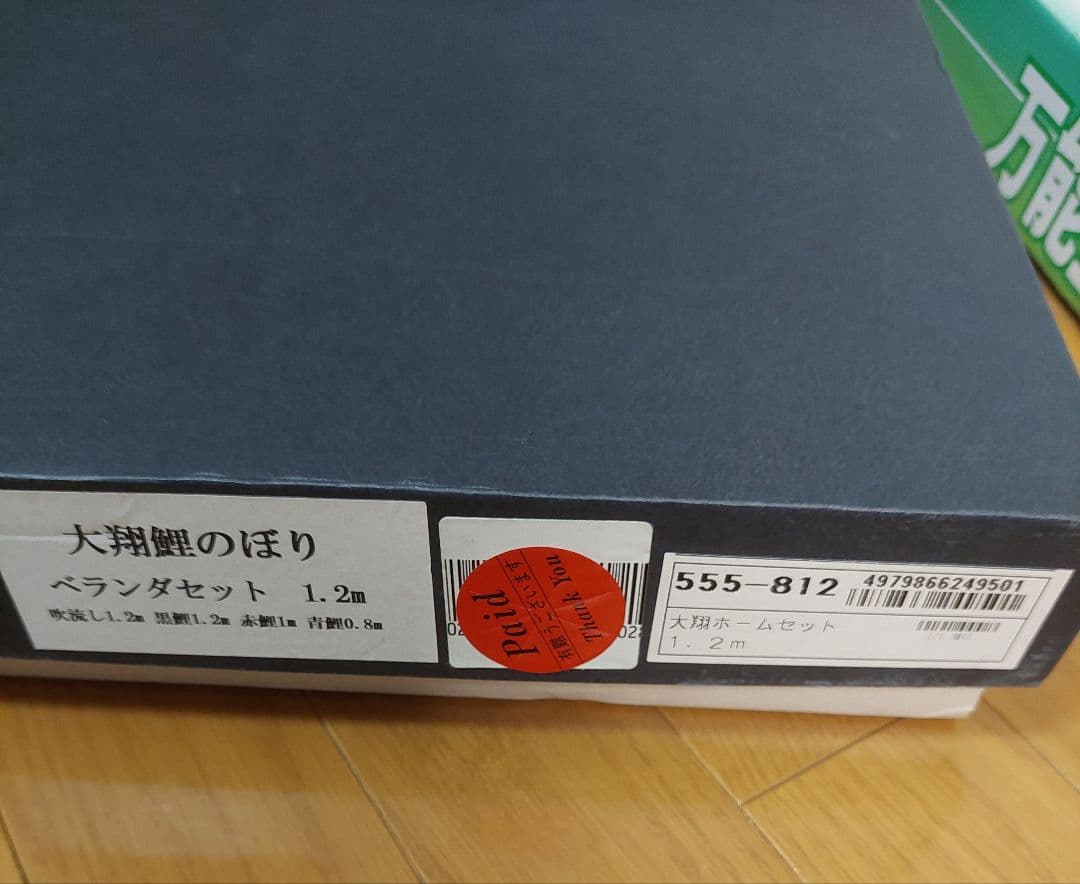 万能
大翔鯉のぼり
ベランダセット 1.2m
吹流し1.2m 黒鯉1.2m 赤鯉1m 青鯉0.8m
Paid
有難うございます
Thank You
02
028
555-812
4979866249501
大翔ホームセット
1.2m